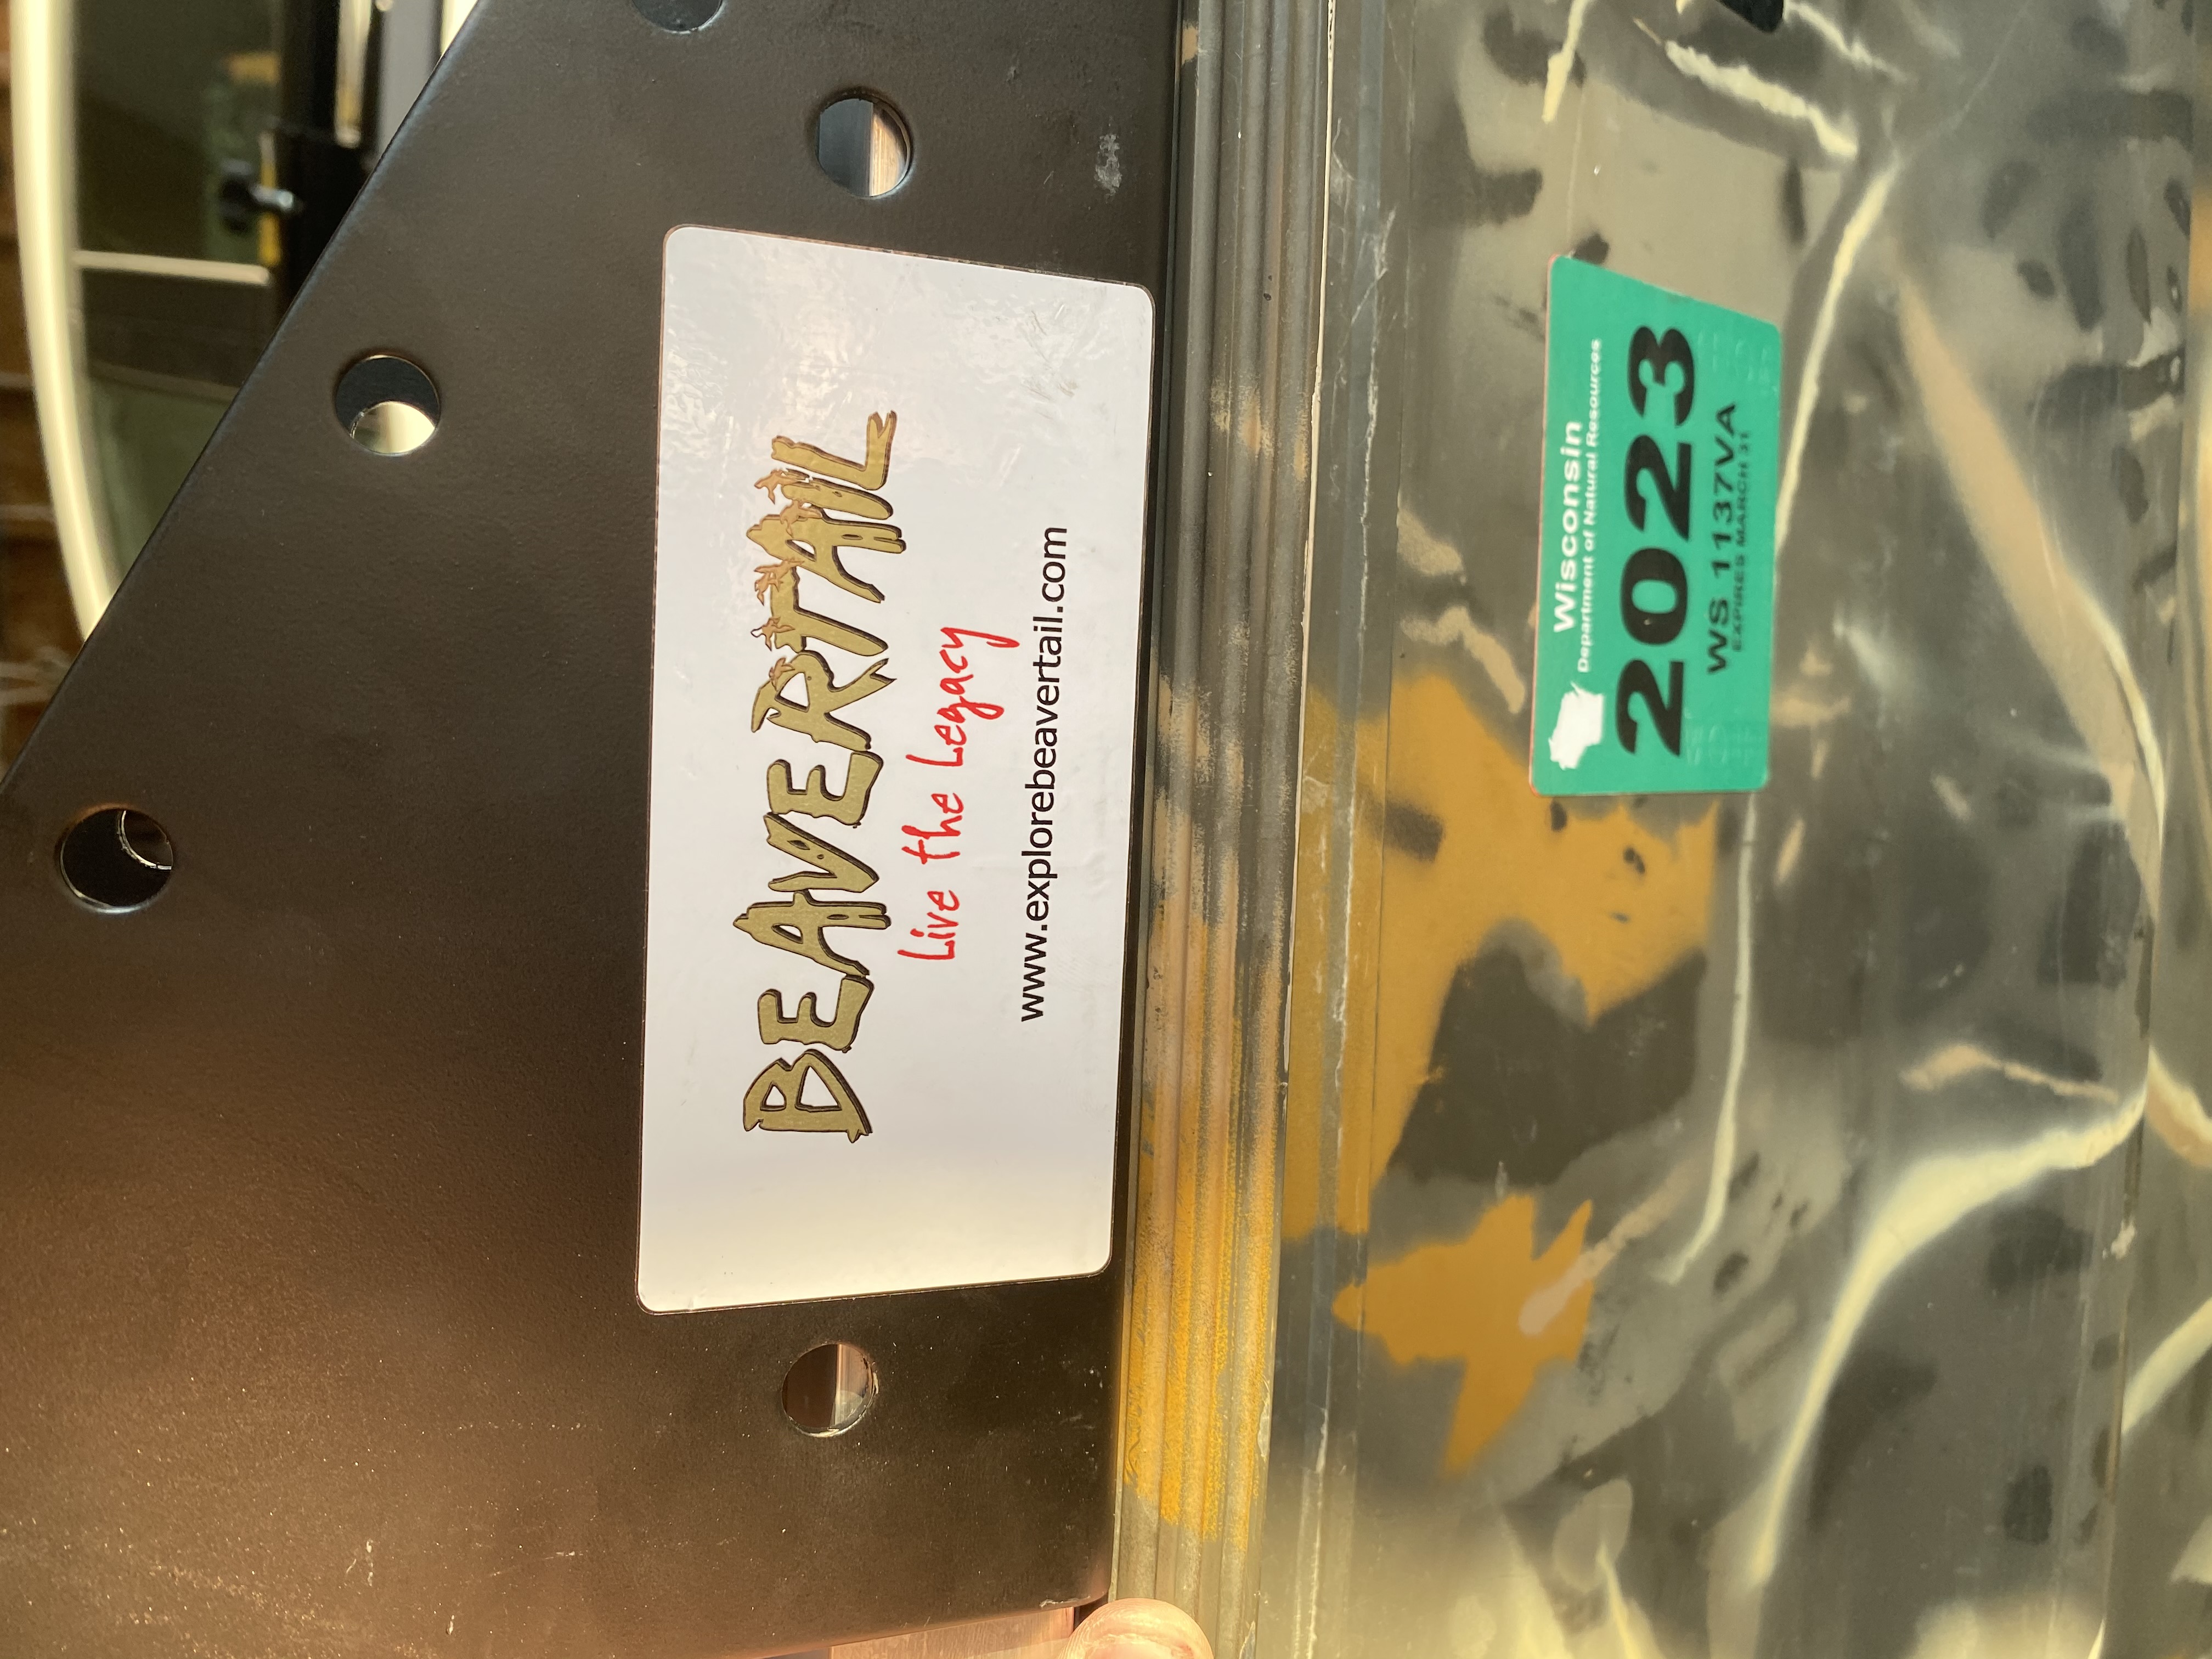 BEAVERTAIL
Live the Legacy
www.explorebeavertail.com
Wisconsin
Department of Natural Resources
2023
WS 1137VA
EXPIRES MARCH 31